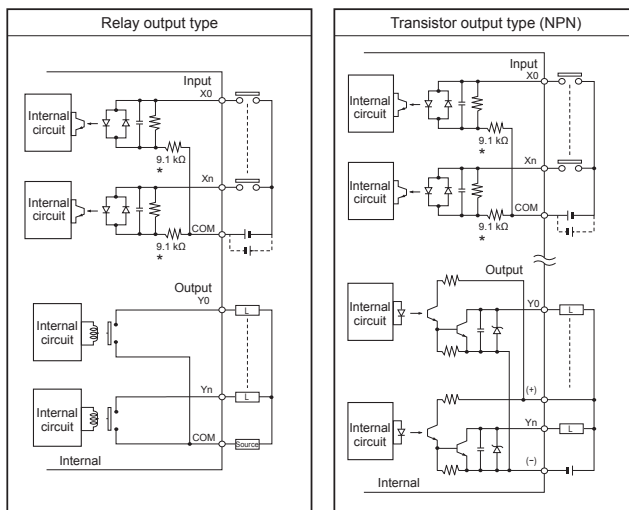 Relay output type
Input
X0
Internal
circuit
9.1 kΩ
*
Xn
Internal
circuit
COM
9.1 kΩ
*
Output
Y0
L
Internal
circuit
Yn
L
Internal
circuit
COM
Source
Internal
Transistor output type (NPN)
Input
X0
Internal
circuit
9.1 kΩ
*
Xn
Internal
circuit
COM
9.1 kΩ
*
Output
Y0
L
Internal
circuit
(+)
Yn
L
Internal
circuit
(−)
Internal